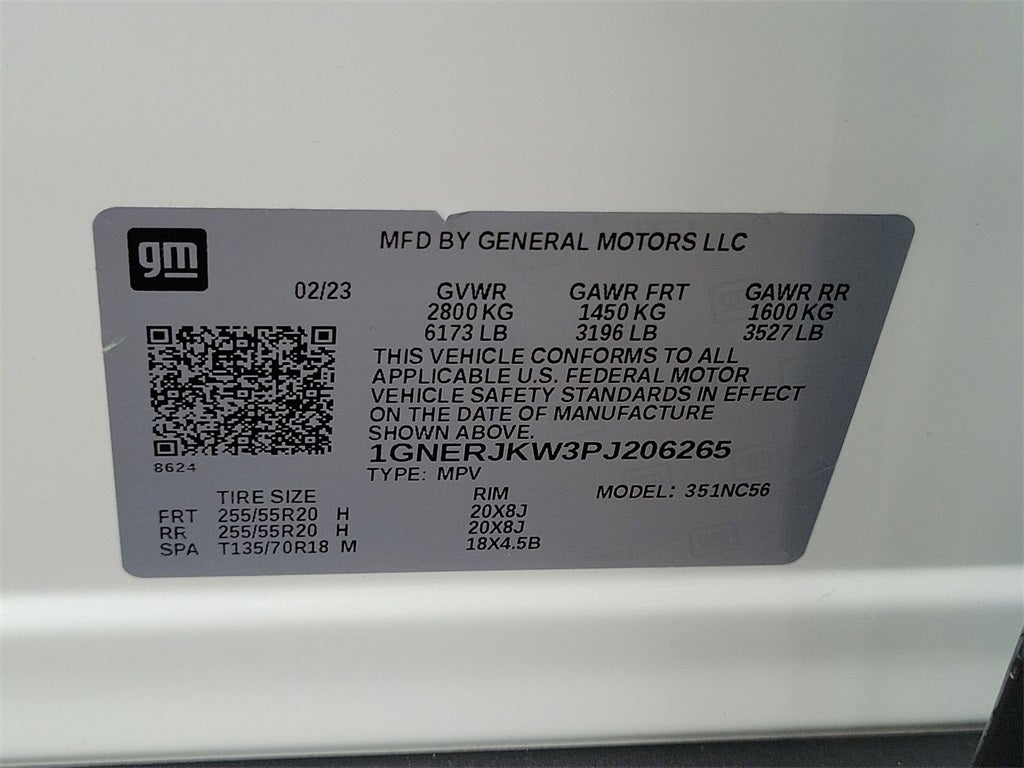 gm
MFD BY GENERAL MOTORS LLC
02/23 GVWR GAWR FRT GAWR RR
2800 KG 1450 KG 1600 KG
6173 LB 3196 LB 3527 LB
THIS VEHICLE CONFORMS TO ALL
APPLICABLE U.S. FEDERAL MOTOR
VEHICLE SAFETY STANDARDS IN EFFECT
ON THE DATE OF MANUFACTURE
SHOWN ABOVE.
1GNERJKW3PJ206265
8624
TYPE: MPV
TIRE SIZE RIM MODEL: 351NC56
FRT 255/55R20 H 20X8J
RR 255/55R20 H 20X8J
SPA T135/70R18 M 18X4.5B